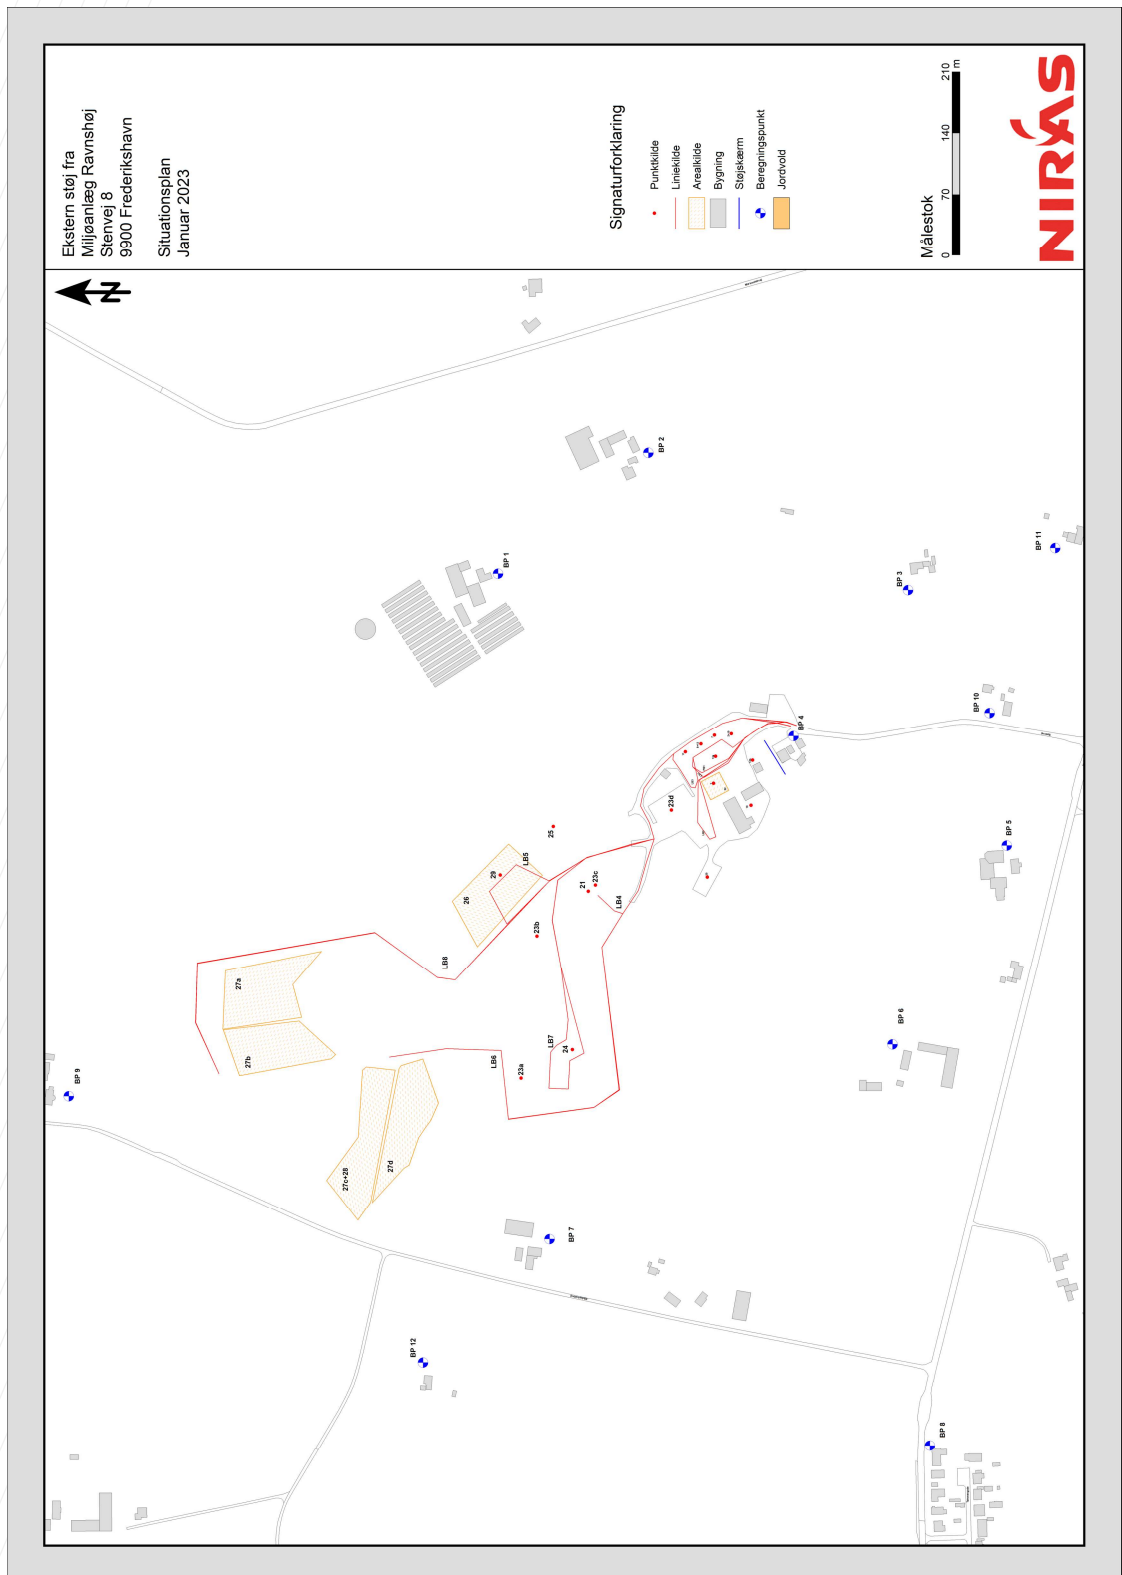 Ekstern støj fra
Miljøanlæg Ravnshøj
Stenvej 8
9900 Frederikshavn
Situationsplan
Januar 2023
Signaturforklaring
Punktkilde
Liniekilde
Arealkilde
Bygning
Støjskærm
Beregningspunkt
Jordvold
Målestok
0 70 140 210
m
NIRAS
N
BP 1
BP 2
BP 3
BP 4
BP 5
BP 6
BP 7
BP 8
BP 9
BP 10
BP 11
BP 12
21
23a
23b
23c
23d
24
25
26
27a
27b
27c+28
27d
29
LB4
LB5
LB6
LB7
LB8